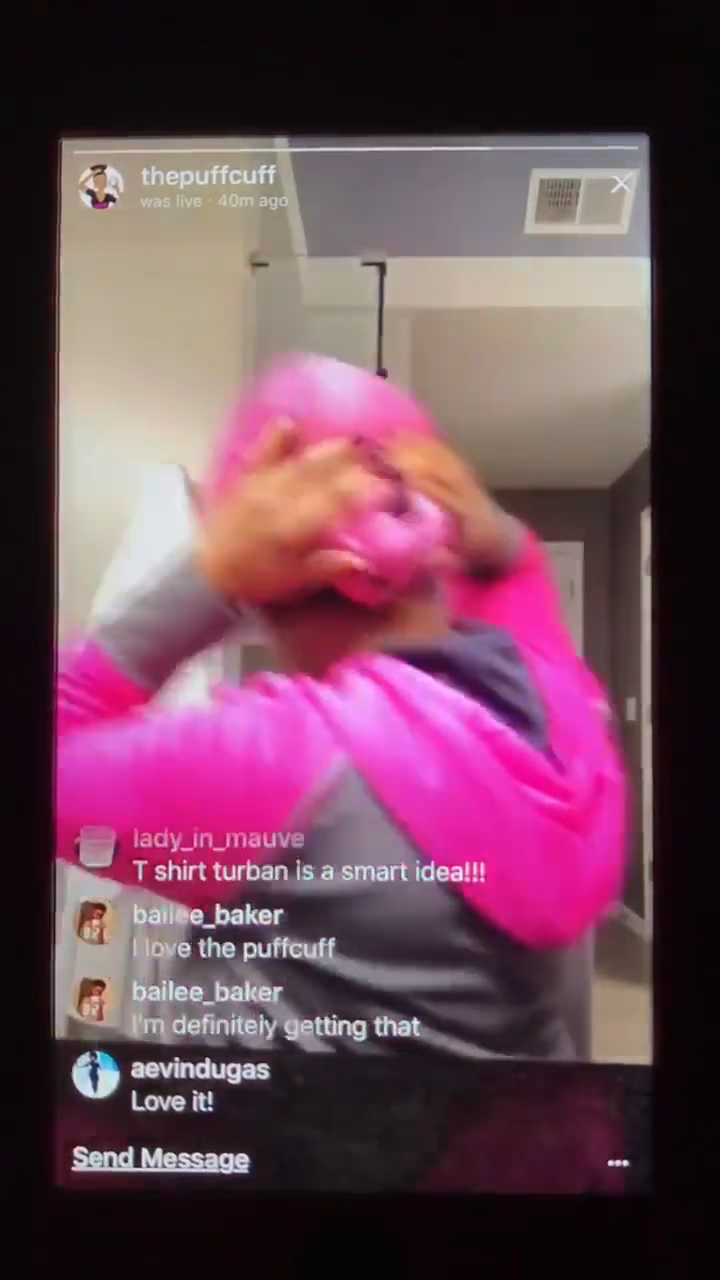 thepuffcuff
was live · 40m ago
lady_in_mauve
T shirt turban is a smart idea!!!
bailee_baker
I love the puffcuff
bailee_baker
I'm definitely getting that
aevindugas
Love it!
Send Message